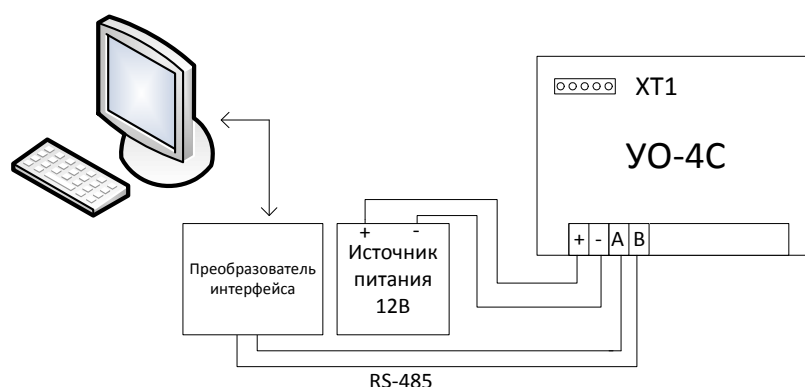 XT1
УО-4С
+ - A B
+ -
Преобразователь
интерфейса
Источник
питания
12В
RS-485